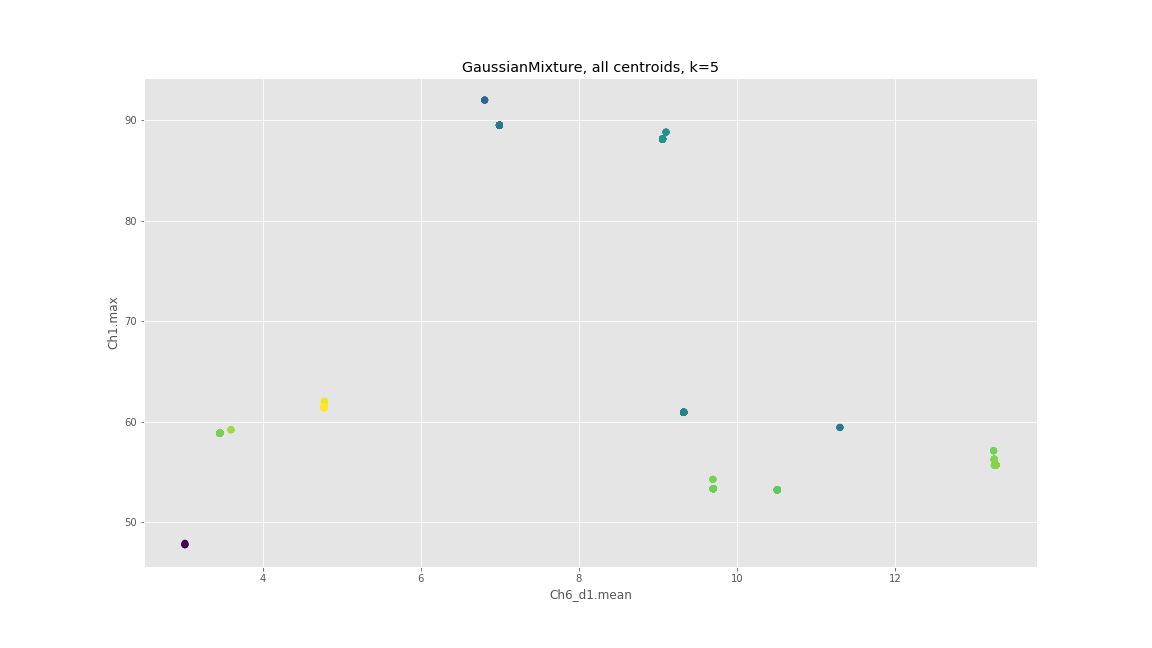 GaussianMixture, all centroids, k=5
90
80
70
60
50
Ch1.max
4 6 8 10 12
Ch6_d1.mean